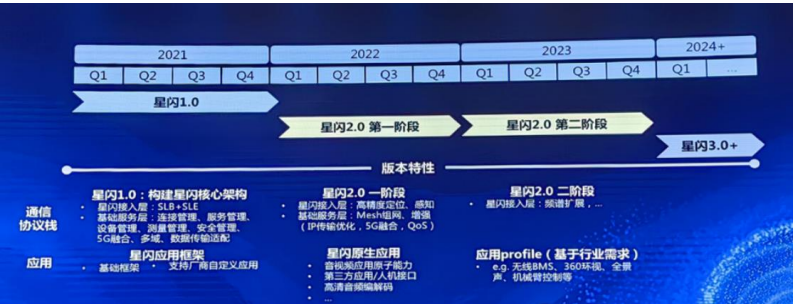 2021 2022 2023 2024+
Q1 Q2 Q3 Q4 Q1 Q2 Q3 Q4 Q1 Q2 Q3 Q4 Q1 ...
星闪1.0
星闪2.0 第一阶段 星闪2.0 第二阶段
星闪3.0+
版本特性
通信
协议栈
星闪1.0：构建星闪核心架构
• 星闪接入层：SLB+SLE
• 基础服务层：连接管理、服务管理、
设备管理、测量管理、安全管理、
5G融合、多域、数据传输适配
星闪2.0 一阶段
• 星闪接入层：高精度定位、感知
• 基础服务层：Mesh组网、增强
（IP传输优化，5G融合，QoS）
星闪2.0 二阶段
• 星闪接入层：频谱扩展，...
应用
星闪应用框架
• 基础框架 • 支持厂商自定义应用
星闪原生应用
• 音视频应用原子能力
• 第三方应用/人机接口
• 高清音频编解码
• ...
应用profile（基于行业需求）
• e.g. 无线BMS、360环视、全景
声、机械臂控制等